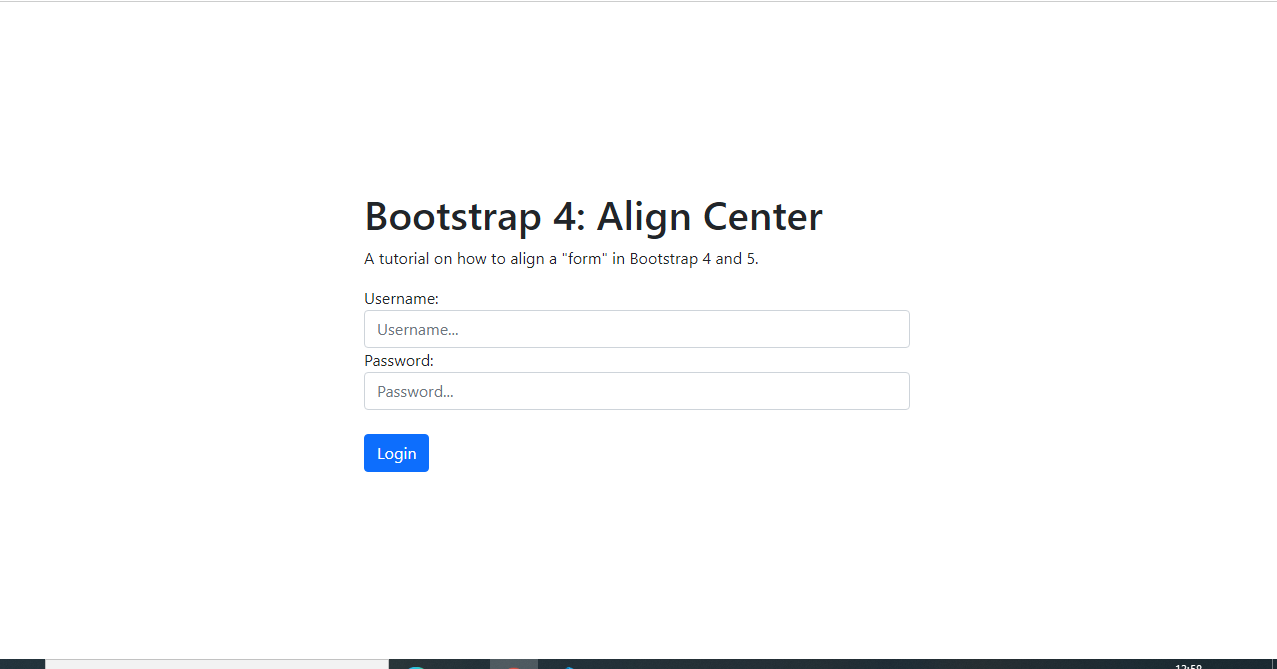 Bootstrap 4: Align Center
A tutorial on how to align a "form" in Bootstrap 4 and 5.
Username:
Username...
Password:
Password...
Login